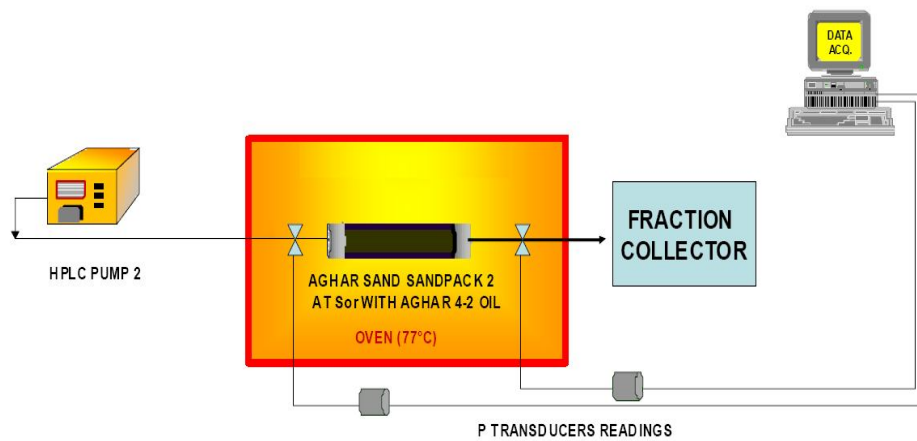 DATA
ACQ.
HPLC PUMP 2
FRACTION
COLLECTOR
AGHAR SAND SANDPACK 2
AT Sor WITH AGHAR 4-2 OIL
OVEN (77°C)
P TRANSDUCERS READINGS